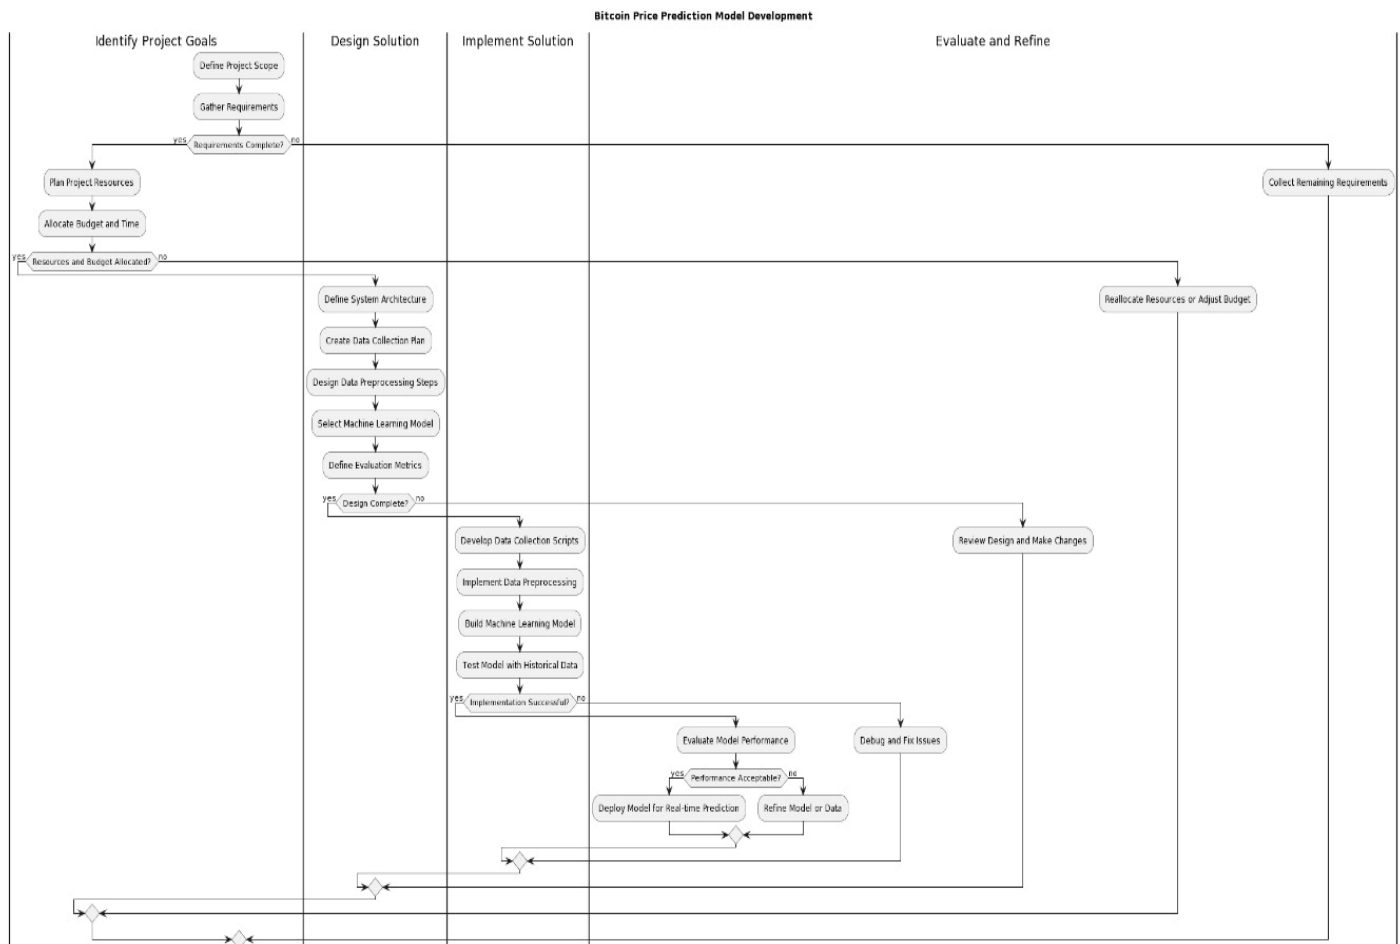 Bitcoin Price Prediction Model Development
Identify Project Goals
Design Solution
Implement Solution
Evaluate and Refine
Define Project Scope
Gather Requirements
yes
Requirements Complete?
no
Plan Project Resources
Collect Remaining Requirements
Allocate Budget and Time
yes
Resources and Budget Allocated?
no
Define System Architecture
Reallocate Resources or Adjust Budget
Create Data Collection Plan
Design Data Preprocessing Steps
Select Machine Learning Model
Define Evaluation Metrics
yes
Design Complete?
no
Develop Data Collection Scripts
Review Design and Make Changes
Implement Data Preprocessing
Build Machine Learning Model
Test Model with Historical Data
yes
Implementation Successful?
no
Evaluate Model Performance
Debug and Fix Issues
yes
Performance Acceptable?
no
Deploy Model for Real-time Prediction
Refine Model or Data